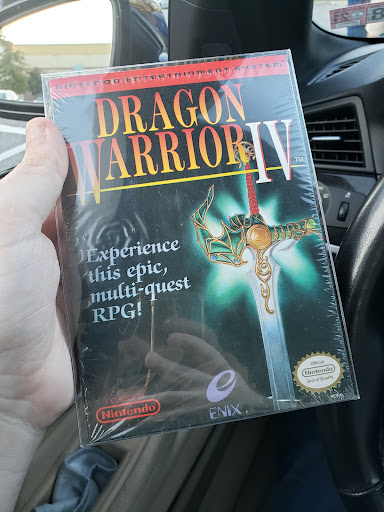 NINTENDO ENTERTAINMENT SYSTEM
DRAGON
WARRIOR IV
TM
Experience
this epic,
multi-quest
RPG!
Nintendo
ENIX
Official
Nintendo
Seal of Quality